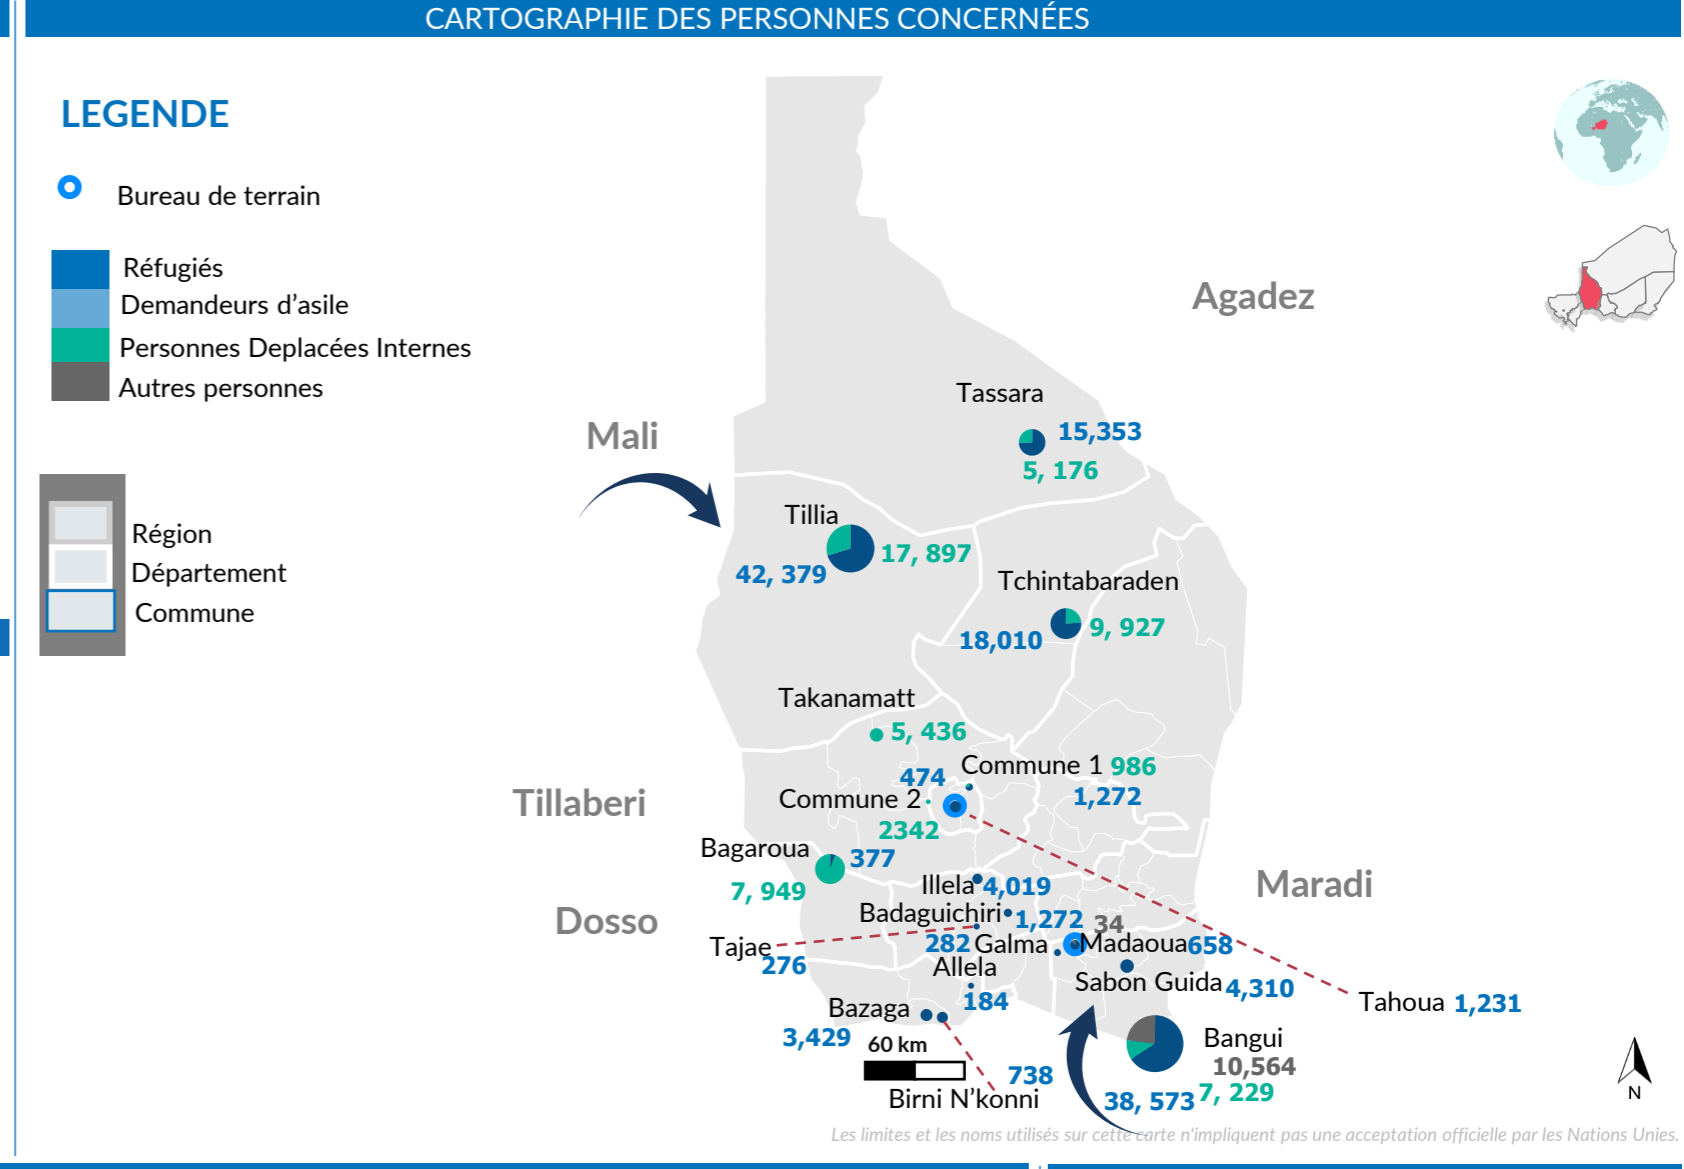 CARTOGRAPHIE DES PERSONNES CONCERNÉES
LEGENDE
Bureau de terrain
Réfugiés
Demandeurs d’asile
Personnes Deplacées Internes
Autres personnes
Région
Département
Commune
Agadez
Mali
Tassara
15,353
5, 176
Tillia
17, 897
42, 379
Tchintabaraden
9, 927
18,010
Takanamatt
5, 436
Commune 1 986
474
1,272
Commune 2
2342
Tillaberi
Bagaroua
377
7, 949
Illela 4,019
Maradi
Badaguichiri 1,272 34
Dosso
Tajae
276
282 Galma
Madaoua 658
Allela
184
Sabon Guida 4,310
Tahoua 1,231
Bazaga
3,429
60 km
738
Birni N’konni
Bangui
10,564
38, 573 7, 229
N
Les limites et les noms utilisés sur cette carte n'impliquent pas une acceptation officielle par les Nations Unies.